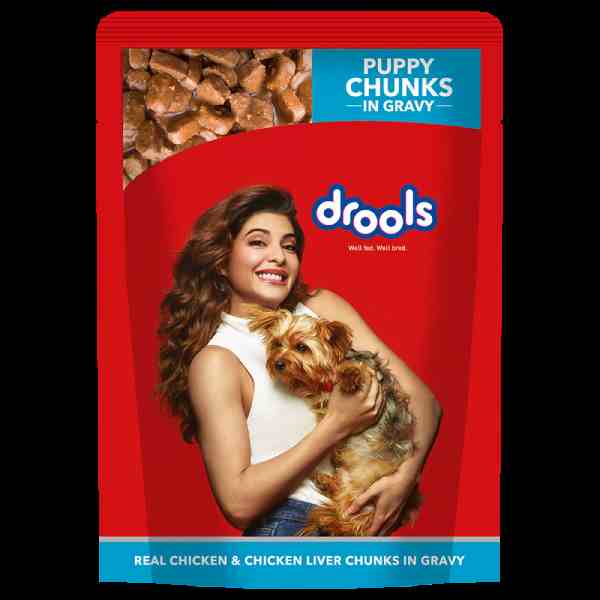 PUPPY
CHUNKS
IN GRAVY
drools
Well fed. Well bred.
REAL CHICKEN & CHICKEN LIVER CHUNKS IN GRAVY